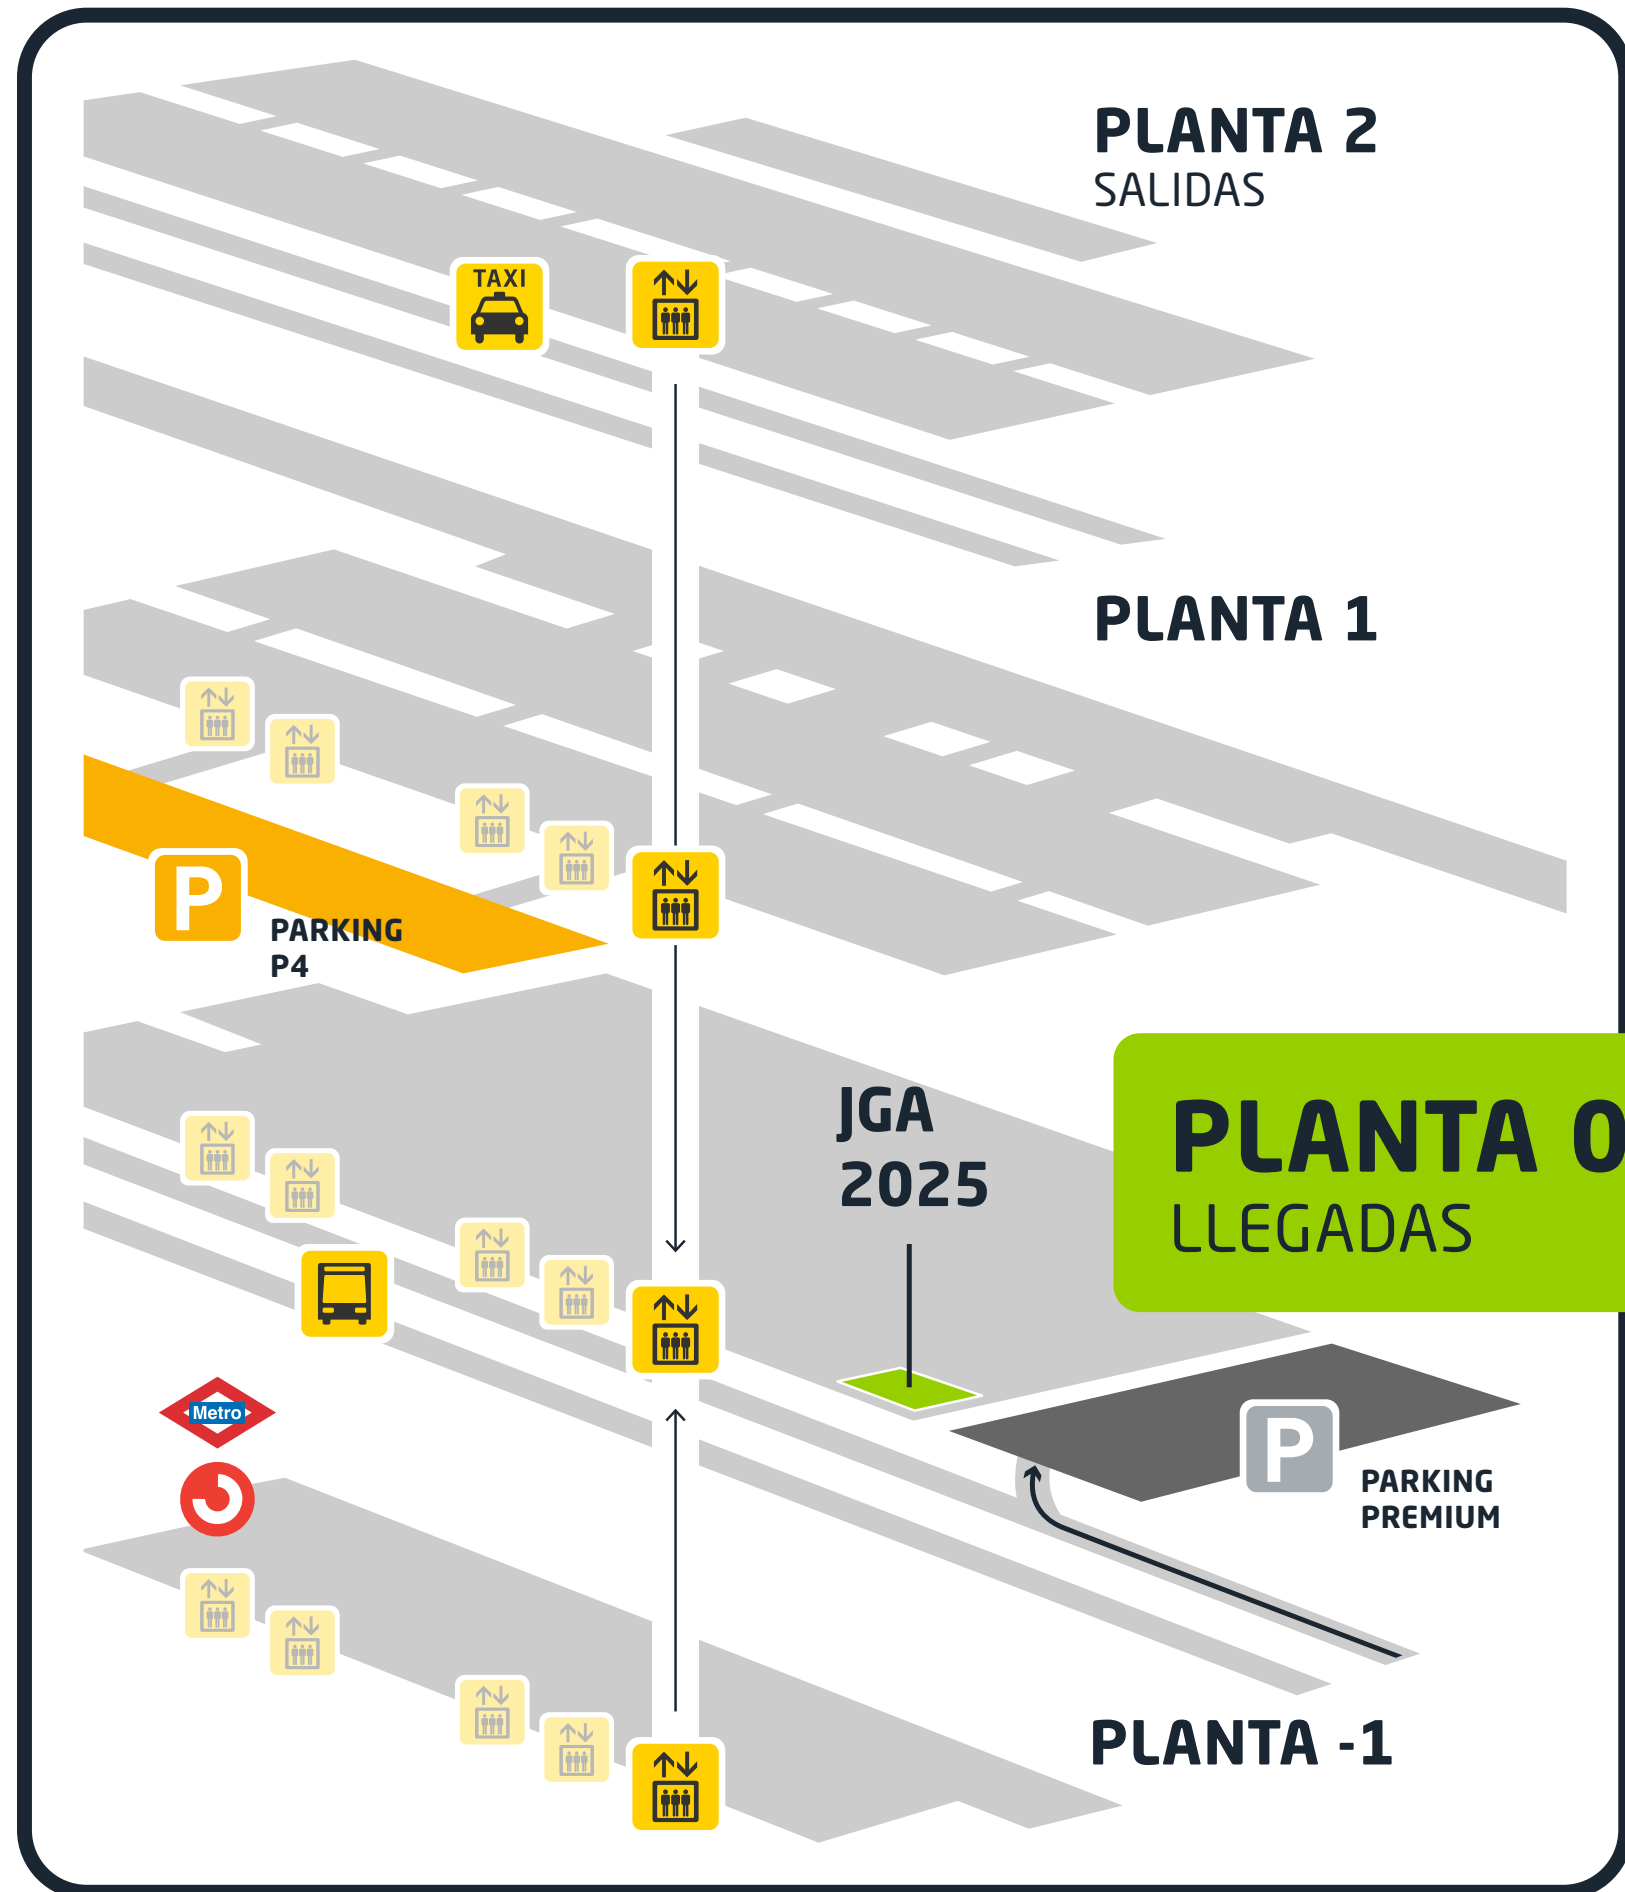 PLANTA 2
SALIDAS
TAXI
PLANTA 1
P
PARKING
P4
JGA
2025
PLANTA 0
LLEGADAS
Metro
P
PARKING
PREMIUM
PLANTA -1